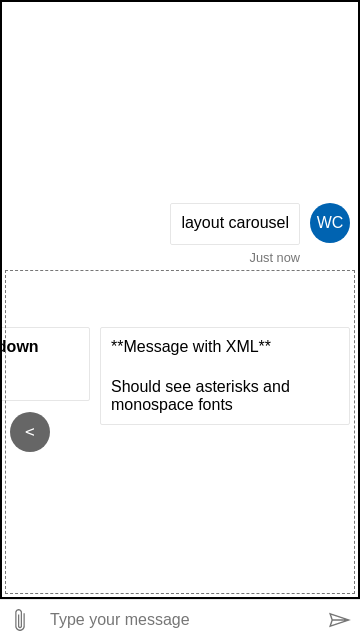 layout carousel
WC
Just now
down
**Message with XML**
Should see asterisks and
monospace fonts
<
Type your message